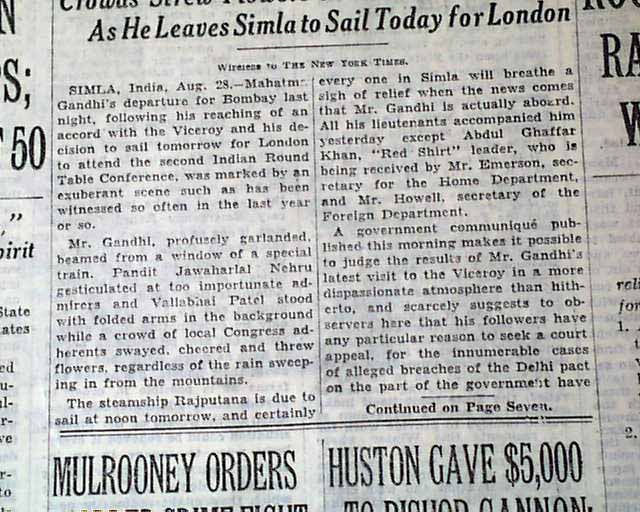 As He Leaves Simla to Sail Today for London
Wireless to THE NEW YORK TIMES.
SIMLA, India, Aug. 28.—Mahatma
Gandhi's departure for Bombay last
night, following his reaching of an
accord with the Viceroy and his de-
cision to sail tomorrow for London
to attend the second Indian Round
Table Conference, was marked by an
exuberant scene such as has been
witnessed so often in the last year
or so.
Mr. Gandhi, profusely garlanded,
beamed from a window of a special
train. Pandit Jawaharlal Nehru
gesticulated at too importunate ad-
mirers and Vallabhai Patel stood
with folded arms in the background
while a crowd of local Congress ad-
herents swayed, cheered and threw
flowers, regardless of the rain sweep-
ing in from the mountains.
The steamship Rajputana is due to
sail at noon tomorrow, and certainly
every one in Simla will breathe a
sigh of relief when the news comes
that Mr. Gandhi is actually aboard.
All his lieutenants accompanied him
yesterday except Abdul Ghaffar
Khan, "Red Shirt" leader, who is
being received by Mr. Emerson, sec-
retary for the Home Department,
and Mr. Howell, secretary of the
Foreign Department.
A government communiqué pub-
lished this morning makes it possible
to judge the results of Mr. Gandhi's
latest visit to the Viceroy in a more
dispassionate atmosphere than hith-
erto, and scarcely suggests to ob-
servers here that his followers have
any particular reason to seek a court
appeal, for the innumerable cases
of alleged breaches of the Delhi pact
on the part of the government have
Continued on Page Seven.
MULROONEY ORDERS
HUSTON GAVE $5,000
TO BISHOP CANNON
50
State